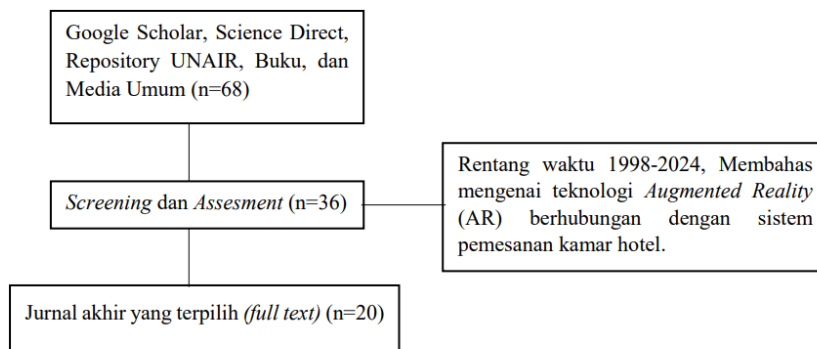 Google Scholar, Science Direct,
Repository UNAIR, Buku, dan
Media Umum (n=68)
Screening dan Assesment (n=36)
Rentang waktu 1998-2024, Membahas
mengenai teknologi Augmented Reality
(AR) berhubungan dengan sistem
pemesanan kamar hotel.
Jurnal akhir yang terpilih (full text) (n=20)